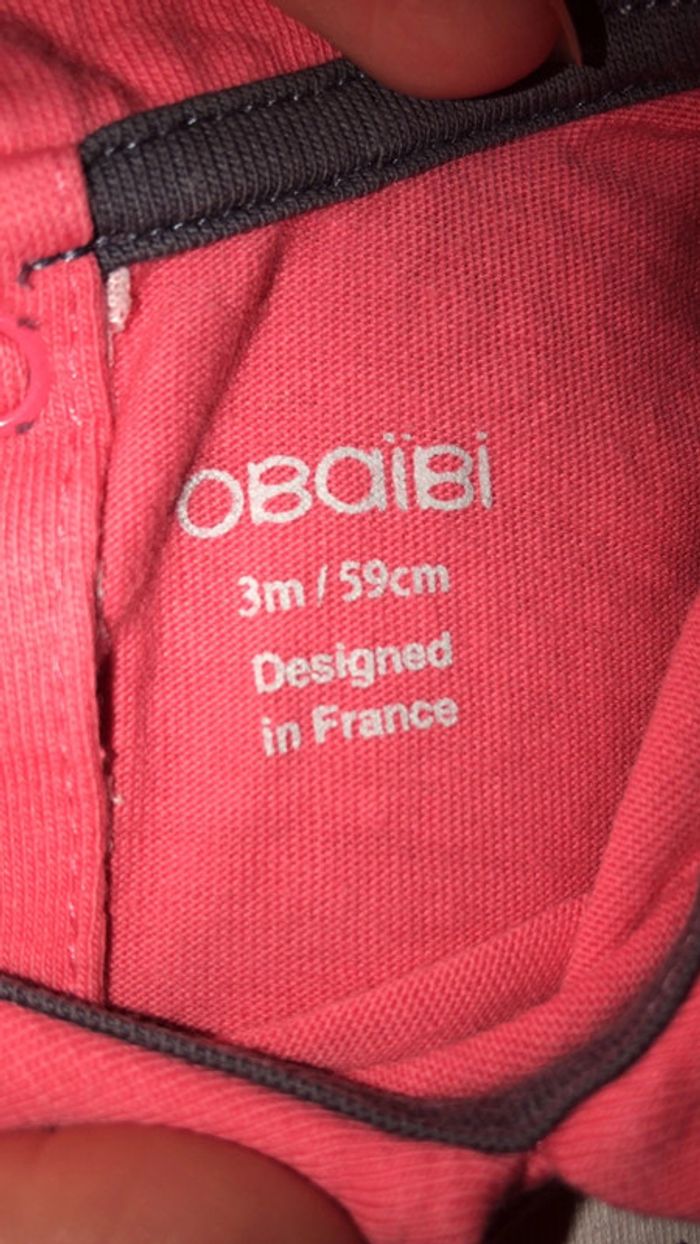 OBaïBi
3m / 59cm
Designed
in France